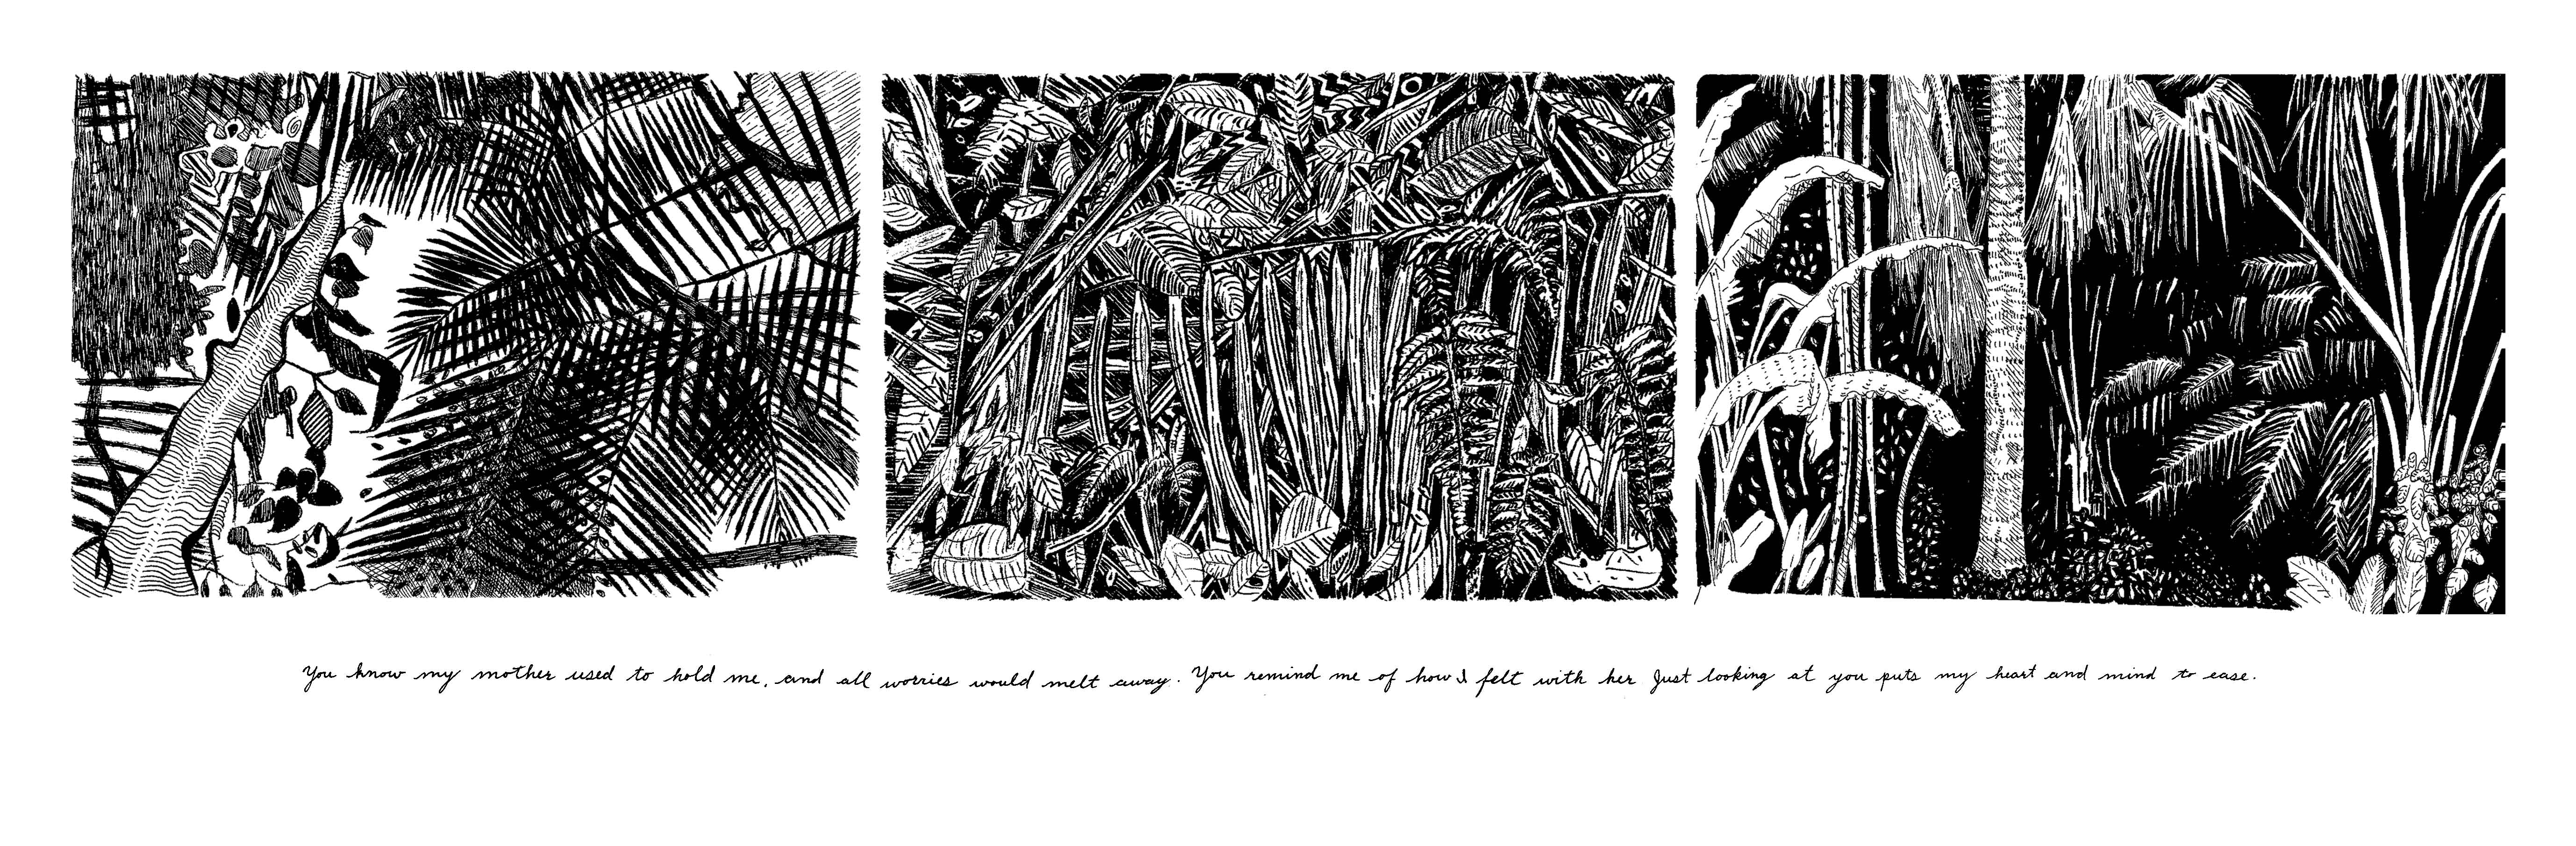 You know my mother used to hold me, and all worries would melt away. You remind me of how I felt with her Just looking at you puts my heart and mind to ease.